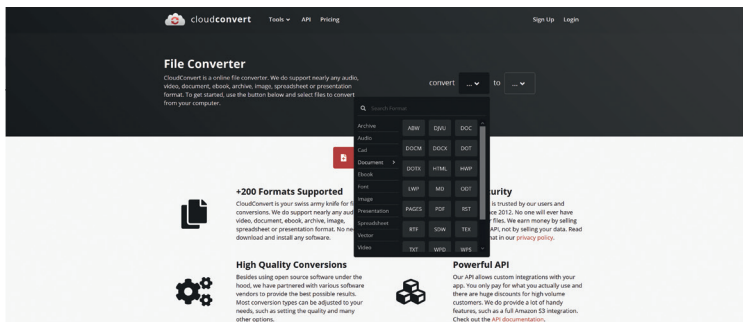 cloudconvert Tools API Pricing Sign Up Login
File Converter
CloudConvert is a online file converter. We do support nearly any audio,
video, document, ebook, archive, image, spreadsheet or presentation
format. To get started, use the button below and select files to convert
from your computer.
convert ... to ...
Search Format
Archive
Audio
Cad
Document
Ebook
Font
Image
Presentation
Spreadsheet
Vector
Video
ABW DJVU DOC
DOCM DOCX DOT
DOTX HTML HWP
LWP MD ODT
PAGES PDF RST
RTF SDW TEX
TXT WPD WPS
+200 Formats Supported
CloudConvert is your swiss army knife for fi
conversions. We do support nearly any aud
video, document, ebook, archive, image,
spreadsheet or presentation format. No nee
download and install any software.
urity
is trusted by our users and
ce 2012. No one will ever have
files. We earn money by selling
API, not by selling your data. Read
hat in our privacy policy.
High Quality Conversions
Besides using open source software under the
hood, we have partnered with various software
vendors to provide the best possible results.
Most conversion types can be adjusted to your
needs, such as setting the quality and many
other options.
Powerful API
Our API allows custom integrations with your
app. You only pay for what you actually use and
there are huge discounts for high volume
customers. We do provide a lot of handy
features, such as a full Amazon S3 integration.
Check out the API documentation.